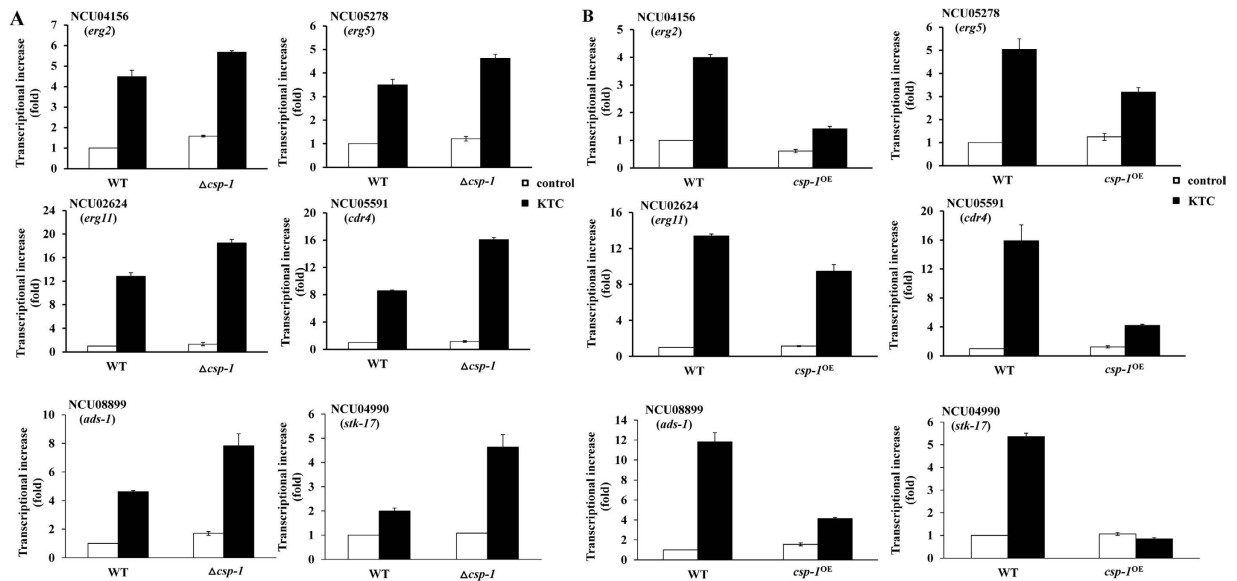 A
NCU04156
(erg2)
Transcriptional increase
(fold)
7
6
5
4
3
2
1
0
WT
Δcsp-1
NCU05278
(erg5)
Transcriptional increase
(fold)
6
5
4
3
2
1
0
WT
Δcsp-1
control
KTC
NCU02624
(erg11)
Transcriptional increase
(fold)
24
20
16
12
8
4
0
WT
Δcsp-1
NCU05591
(cdr4)
Transcriptional increase
(fold)
20
16
12
8
4
0
WT
Δcsp-1
NCU08899
(ads-1)
Transcriptional increase
(fold)
10
8
6
4
2
0
WT
Δcsp-1
NCU04990
(stk-17)
Transcriptional increase
(fold)
6
5
4
3
2
1
0
WT
Δcsp-1
B
NCU04156
(erg2)
Transcriptional increase
(fold)
5
4
3
2
1
0
WT
csp-1OE
NCU05278
(erg5)
Transcriptional increase
(fold)
6
5
4
3
2
1
0
WT
csp-1OE
control
KTC
NCU02624
(erg11)
Transcriptional increase
(fold)
16
12
8
4
0
WT
csp-1OE
NCU05591
(cdr4)
Transcriptional increase
(fold)
20
16
12
8
4
0
WT
csp-1OE
NCU08899
(ads-1)
Transcriptional increase
(fold)
14
12
10
8
6
4
2
0
WT
csp-1OE
NCU04990
(stk-17)
Transcriptional increase
(fold)
6
5
4
3
2
1
0
WT
csp-1OE